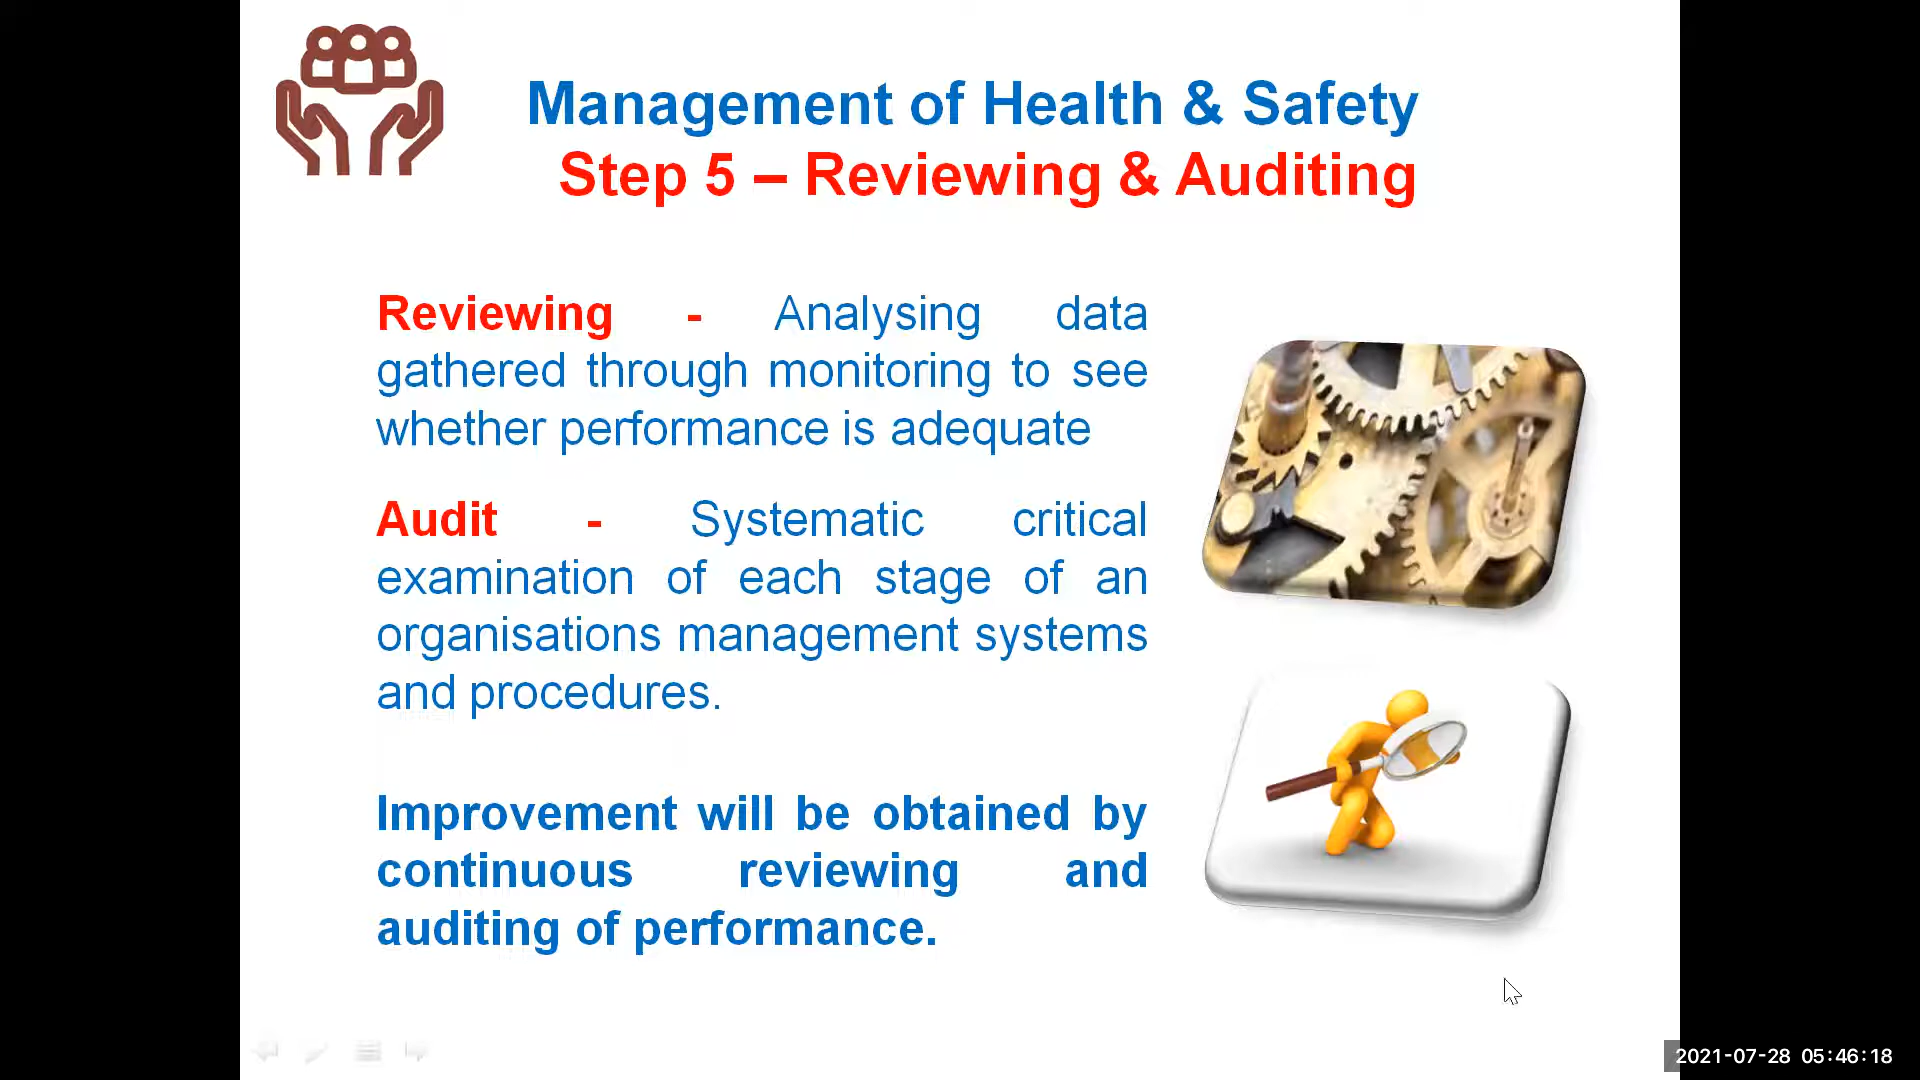 Management of Health & Safety
Step 5 – Reviewing & Auditing
Reviewing - Analysing data
gathered through monitoring to see
whether performance is adequate
Audit - Systematic critical
examination of each stage of an
organisations management systems
and procedures.
Improvement will be obtained by
continuous reviewing and
auditing of performance.
2021-07-28 05:46:18